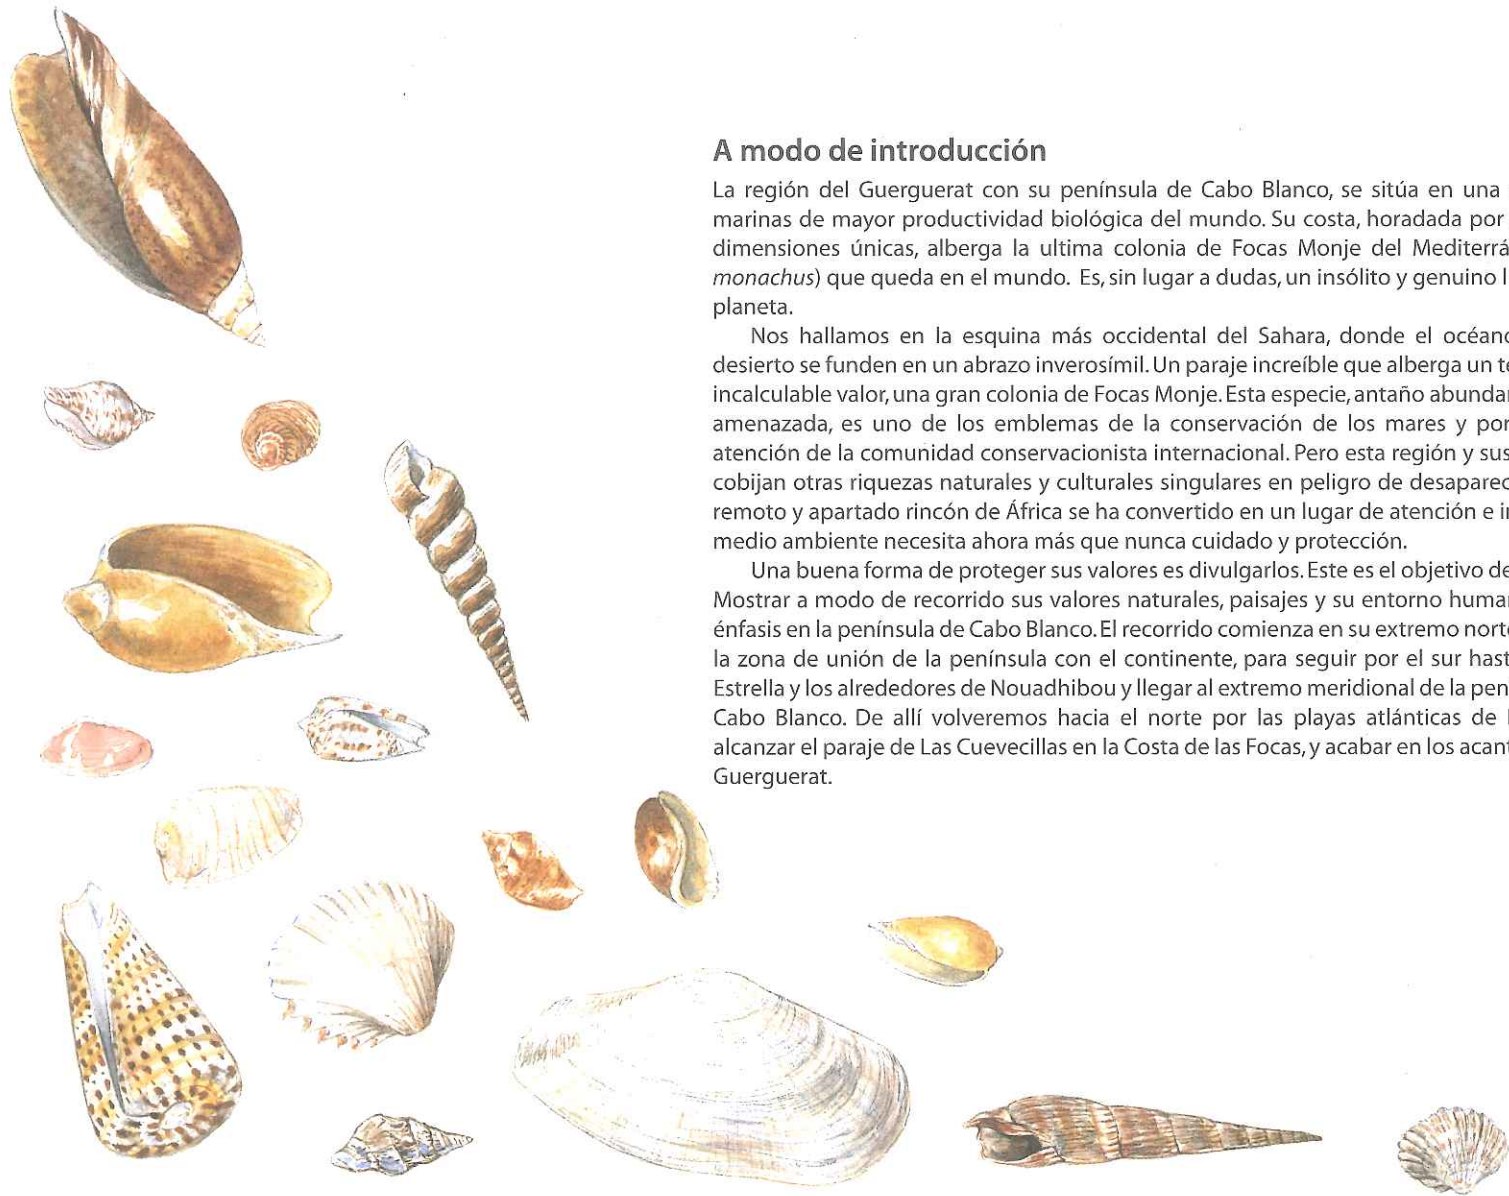 A modo de introducción
La región del Guerguerat con su península de Cabo Blanco, se sitúa en una
marinas de mayor productividad biológica del mundo. Su costa, horadada por
dimensiones únicas, alberga la ultima colonia de Focas Monje del Mediterrá
monachus) que queda en el mundo. Es, sin lugar a dudas, un insólito y genuino l
planeta.
Nos hallamos en la esquina más occidental del Sahara, donde el océano
desierto se funden en un abrazo inverosímil. Un paraje increíble que alberga un te
incalculable valor, una gran colonia de Focas Monje. Esta especie, antaño abundan
amenazada, es uno de los emblemas de la conservación de los mares y por
atención de la comunidad conservacionista internacional. Pero esta región y sus
cobijan otras riquezas naturales y culturales singulares en peligro de desaparec
remoto y apartado rincón de África se ha convertido en un lugar de atención e in
medio ambiente necesita ahora más que nunca cuidado y protección.
Una buena forma de proteger sus valores es divulgarlos. Este es el objetivo de
Mostrar a modo de recorrido sus valores naturales, paisajes y su entorno human
énfasis en la península de Cabo Blanco. El recorrido comienza en su extremo norte
la zona de unión de la península con el continente, para seguir por el sur hast
Estrella y los alrededores de Nouadhibou y llegar al extremo meridional de la pen
Cabo Blanco. De allí volveremos hacia el norte por las playas atlánticas de
alcanzar el paraje de Las Cuevecillas en la Costa de las Focas, y acabar en los acant
Guerguerat.